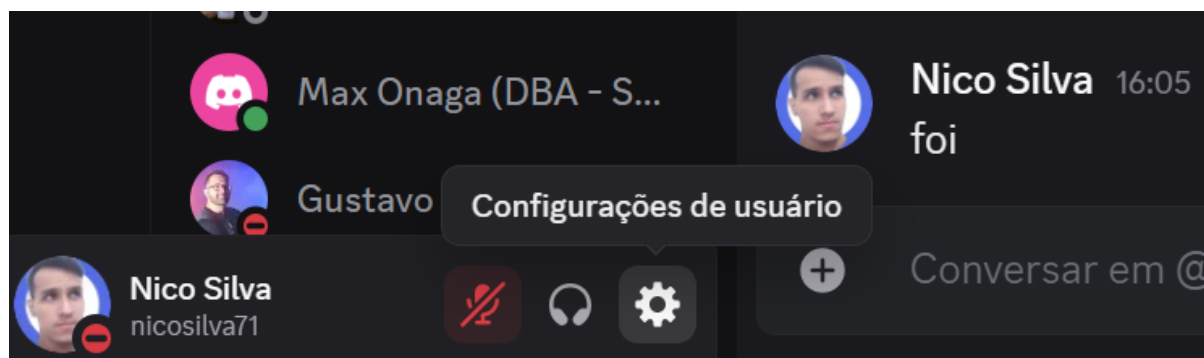 Max Onaga (DBA - S...
Gustavo
Configurações de usuário
Nico Silva
nicosilva71
Nico Silva 16:05
foi
Conversar em @